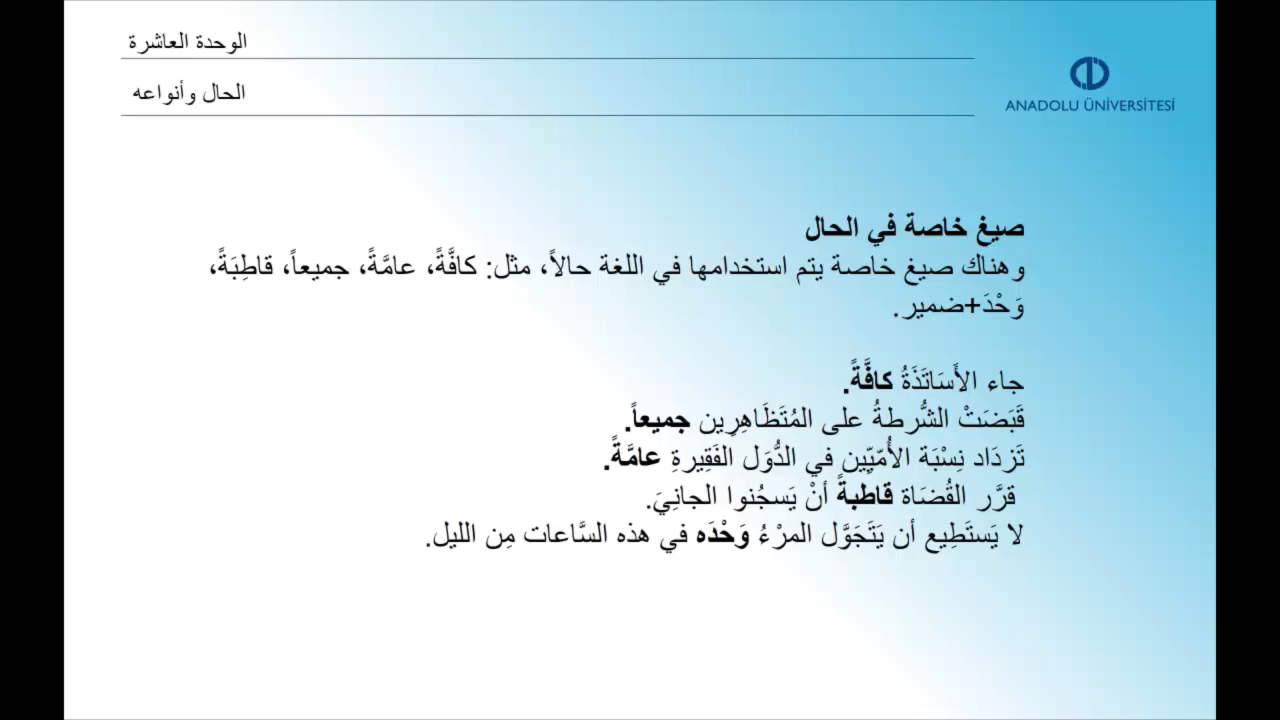 الوحدة العاشرة
الحال وأنواعه
ANADOLU ÜNİVERSİTESİ
صيغ خاصة في الحال
وهناك صيغ خاصة يتم استخدامها في اللغة حالاً، مثل: كافَّةً، عامَّةً، جميعاً، قاطِبَةً،
وَحْدَ+ضمير.
جاء الأَسَاتَذَةُ كافَّةً.
قَبَضَتْ الشُّرطةُ على المُتَظَاهِرِين جميعاً.
تَزدَاد نِسْبَة الأُمّيِّين في الدُّوَل الفَقِيرةِ عامَّةً.
قرَّر القُضَاة قاطبةً أنْ يَسجُنوا الجانِيَ.
لا يَستَطِيع أن يَتَجَوَّل المرْءُ وَحْدَه في هذه السَّاعات مِن الليل.